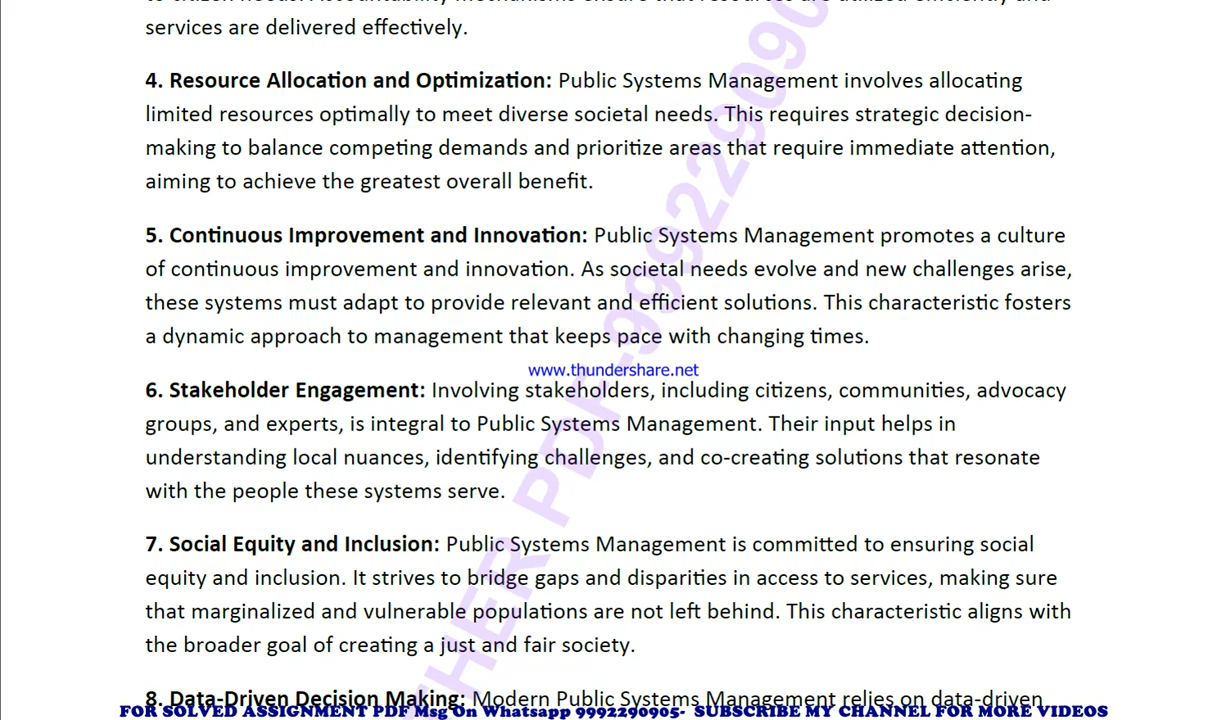 services are delivered effectively.
4. Resource Allocation and Optimization: Public Systems Management involves allocating
limited resources optimally to meet diverse societal needs. This requires strategic decision-
making to balance competing demands and prioritize areas that require immediate attention,
aiming to achieve the greatest overall benefit.
5. Continuous Improvement and Innovation: Public Systems Management promotes a culture
of continuous improvement and innovation. As societal needs evolve and new challenges arise,
these systems must adapt to provide relevant and efficient solutions. This characteristic fosters
a dynamic approach to management that keeps pace with changing times.
www.thundershare.net
6. Stakeholder Engagement: Involving stakeholders, including citizens, communities, advocacy
groups, and experts, is integral to Public Systems Management. Their input helps in
understanding local nuances, identifying challenges, and co-creating solutions that resonate
with the people these systems serve.
7. Social Equity and Inclusion: Public Systems Management is committed to ensuring social
equity and inclusion. It strives to bridge gaps and disparities in access to services, making sure
that marginalized and vulnerable populations are not left behind. This characteristic aligns with
the broader goal of creating a just and fair society.
8. Data-Driven Decision Making: Modern Public Systems Management relies on data-driven
FOR SOLVED ASSIGNMENT PDF Msg On Whatsapp 9992290905- SUBSCRIBE MY CHANNEL FOR MORE VIDEOS